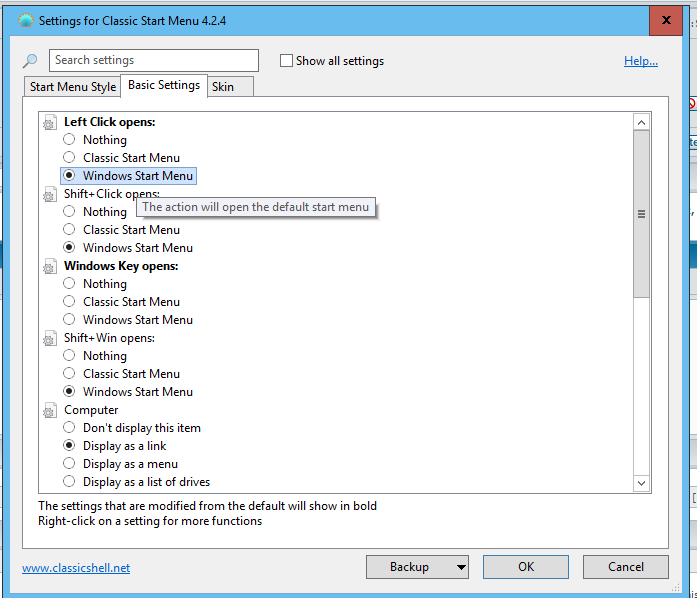 Settings for Classic Start Menu 4.2.4
x
Search settings
Show all settings
Help...
Start Menu Style
Basic Settings
Skin
Left Click opens:
Nothing
Classic Start Menu
Windows Start Menu
Shift+Click opens:
The action will open the default start menu
Nothing
Classic Start Menu
Windows Start Menu
Windows Key opens:
Nothing
Classic Start Menu
Windows Start Menu
Shift+Win opens:
Nothing
Classic Start Menu
Windows Start Menu
Computer
Don't display this item
Display as a link
Display as a menu
Display as a list of drives
The settings that are modified from the default will show in bold
Right-click on a setting for more functions
www.classicshell.net
Backup
OK
Cancel